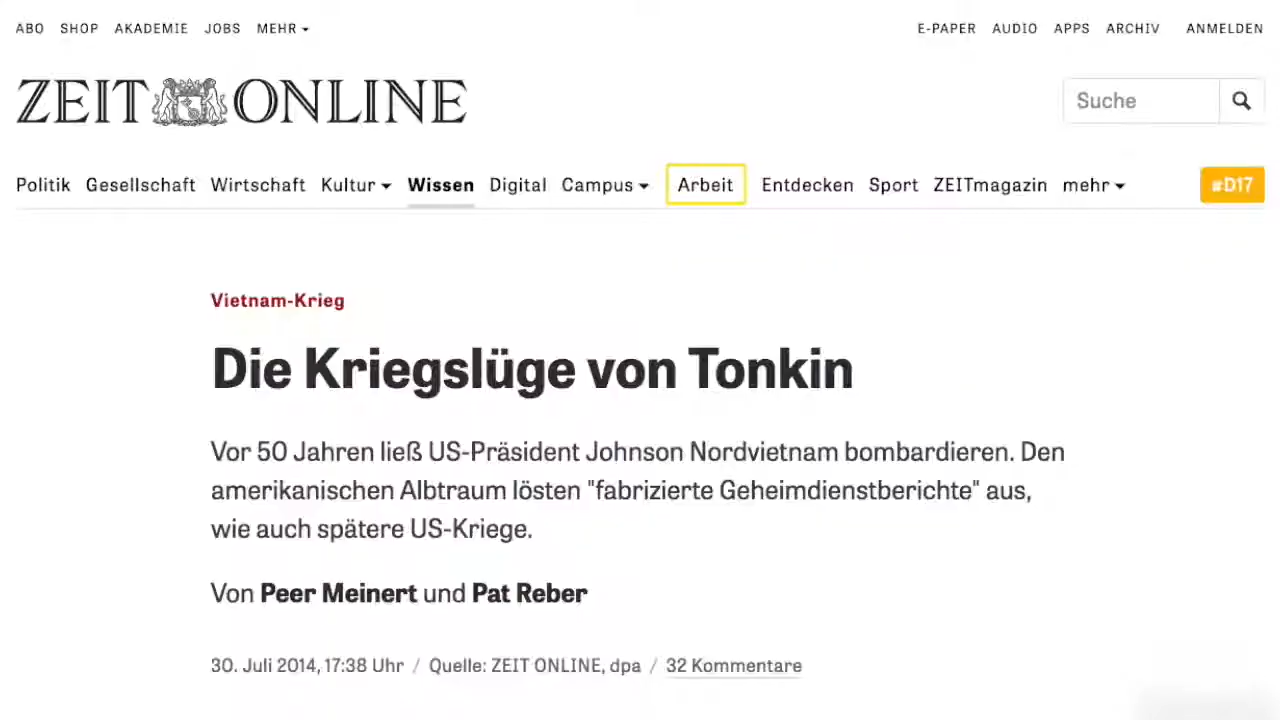 ABO SHOP AKADEMIE JOBS MEHR E-PAPER AUDIO APPS ARCHIV ANMELDEN
ZEIT ONLINE
Suche
Politik Gesellschaft Wirtschaft Kultur Wissen Digital Campus Arbeit Entdecken Sport ZEITmagazin mehr #D17
Vietnam-Krieg
Die Kriegslüge von Tonkin
Vor 50 Jahren ließ US-Präsident Johnson Nordvietnam bombardieren. Den
amerikanischen Albtraum lösten "fabrizierte Geheimdienstberichte" aus,
wie auch spätere US-Kriege.
Von Peer Meinert und Pat Reber
30. Juli 2014, 17:38 Uhr / Quelle: ZEIT ONLINE, dpa / 32 Kommentare